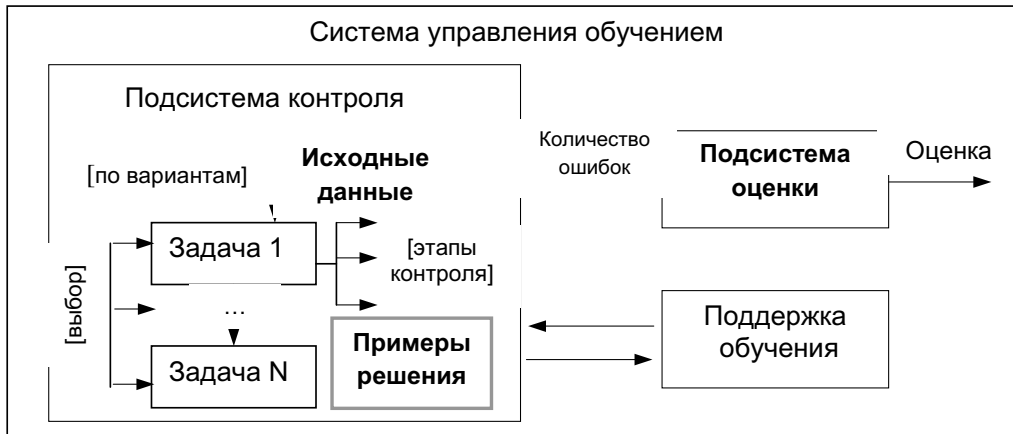 Система управления обучением
Подсистема контроля
[по вариантам]
Исходные
данные
Задача 1
[этапы
контроля]
[выбор]
...
Задача N
Примеры
решения
Количество
ошибок
Подсистема
оценки
Оценка
Поддержка
обучения